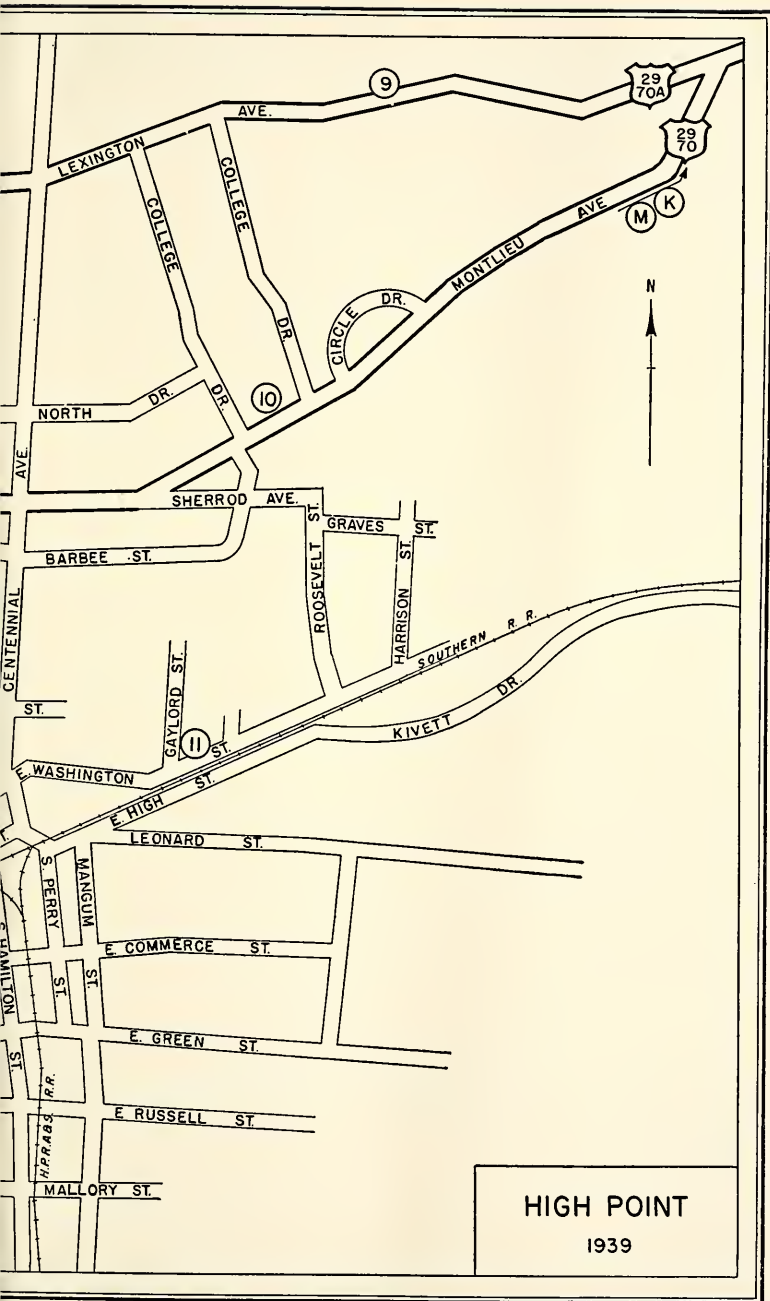 9
29
70A
AVE.
LEXINGTON
29
70
COLLEGE
COLLEGE
AVE
M
K
MONTLIEU
N
CIRCLE DR.
DR.
DR.
DR.
10
NORTH
AVE.
SHERROD AVE.
ST.
GRAVES ST.
BARBEE ST.
ST.
ROOSEVELT
HARRISON
CENTENNIAL
SOUTHERN R. R.
GAYLORD ST.
DR.
ST.
KIVETT
11
ST.
E. WASHINGTON
E. HIGH ST.
LEONARD ST.
S. PERRY
MANGUM
E. COMMERCE ST.
S HAMILTON
ST.
ST.
E. GREEN ST.
ST.
H.P.R.A.&S. R.R.
E RUSSELL ST.
MALLORY ST.
HIGH POINT
1939